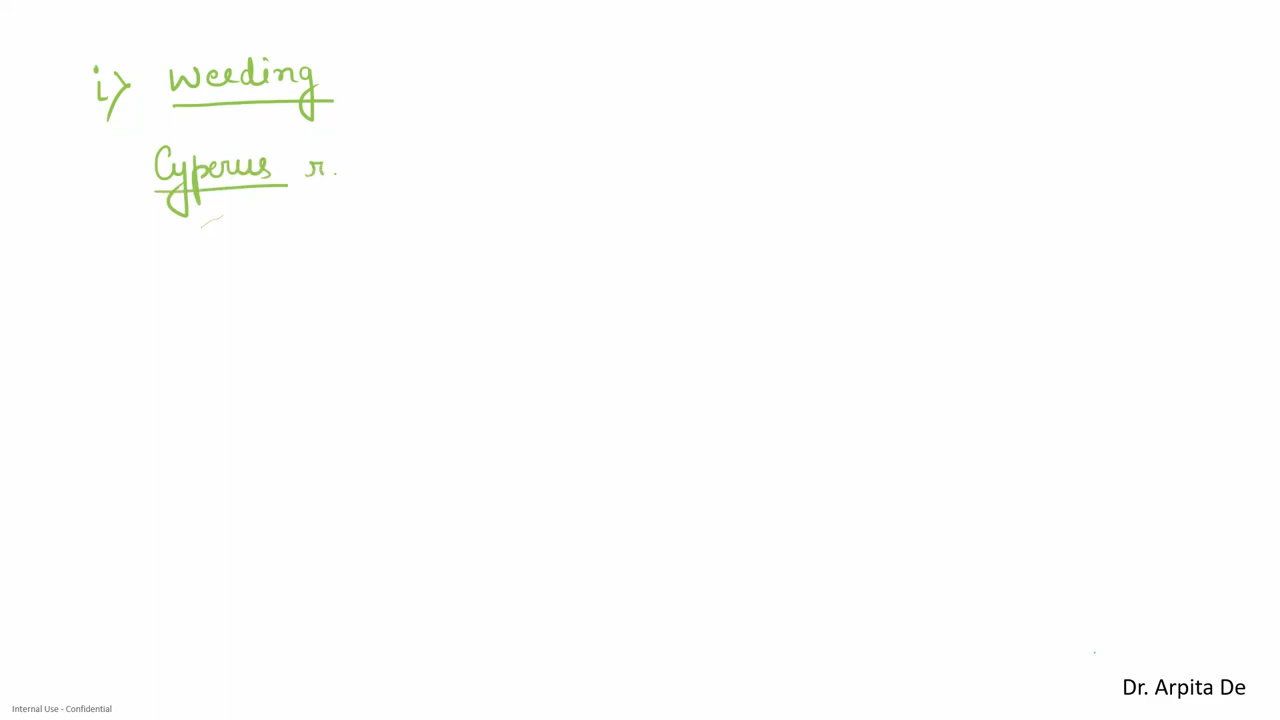 i) Weeding
Cyperus r.
Dr. Arpita De
Internal Use - Confidential